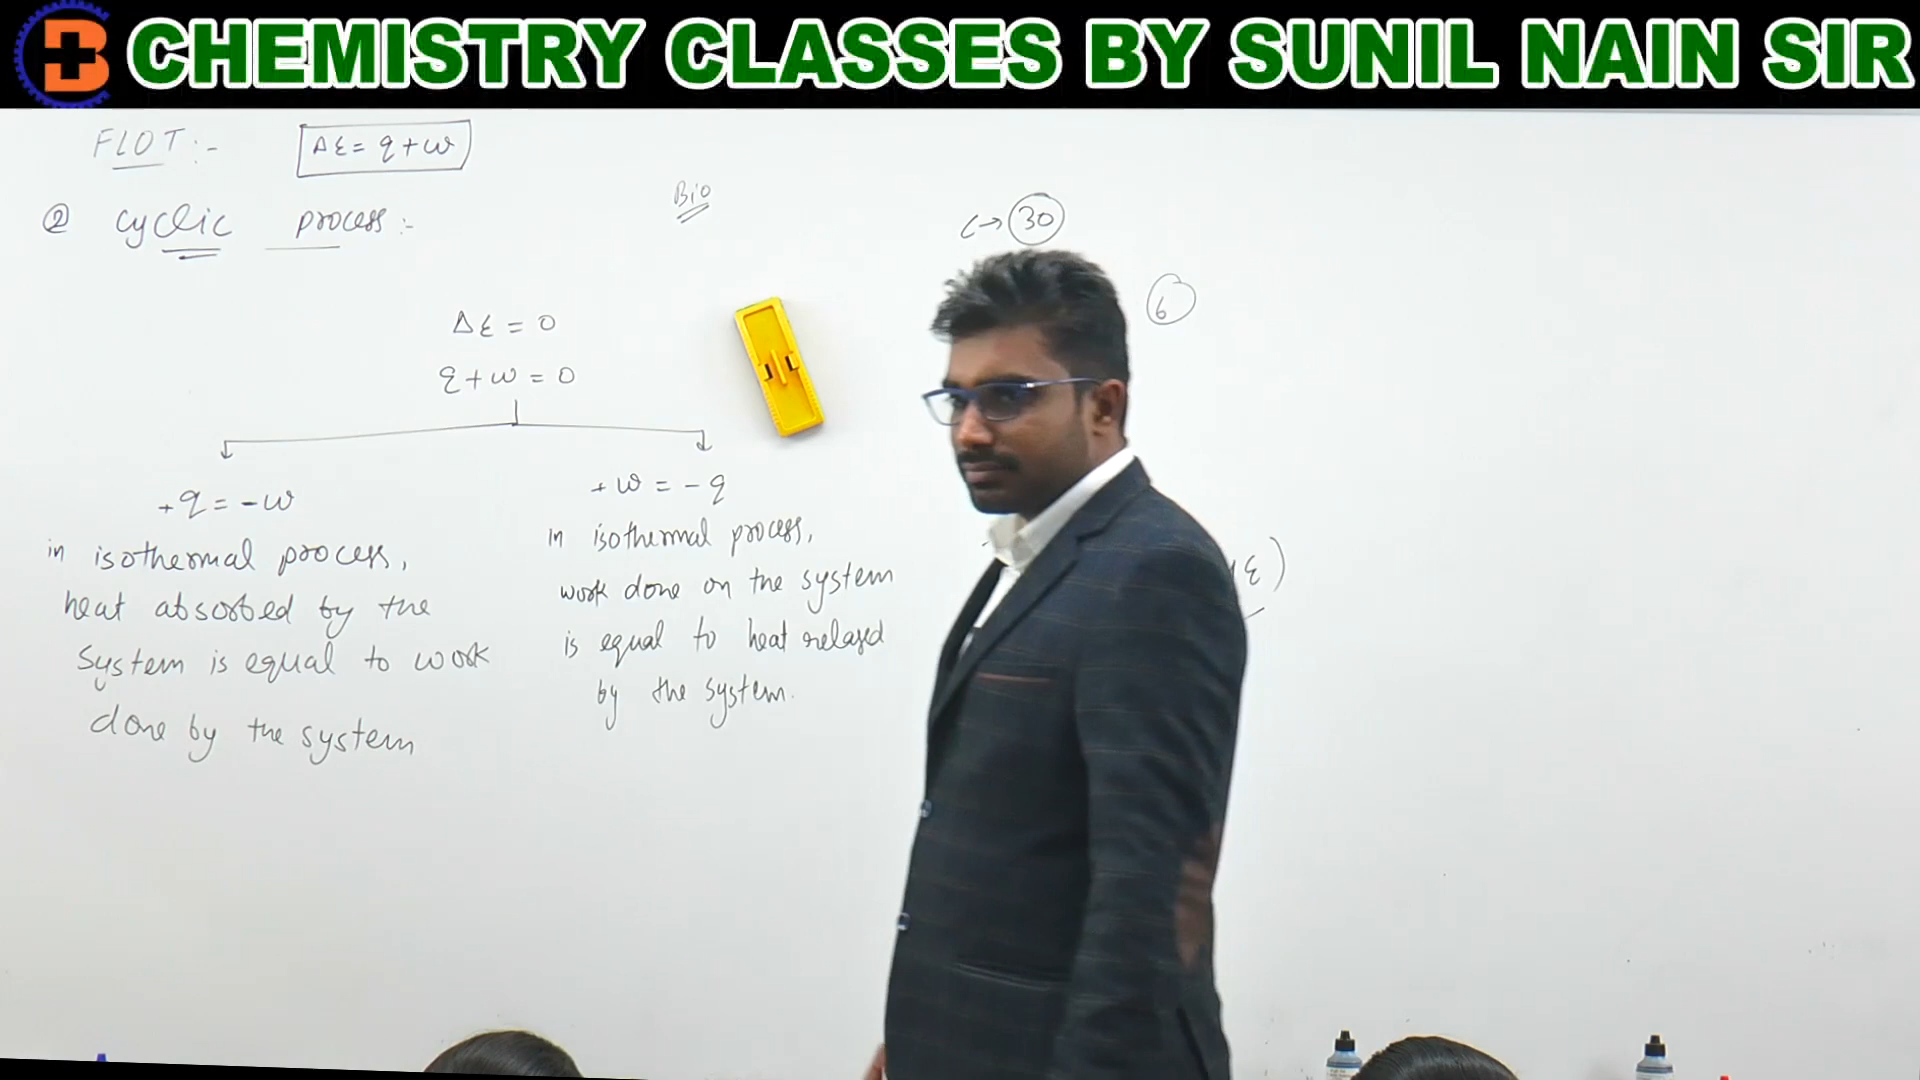 B CHEMISTRY CLASSES BY SUNIL NAIN SIR
FLOT:- ΔE = q + w
② cyclic process :-
Bio
30
6
ΔE = 0
q + w = 0
+q = -w
in isothermal process,
heat absorbed by the
System is equal to work
done by the system
+w = -q
in isothermal process,
work done on the system
is equal to heat relased
by the system.